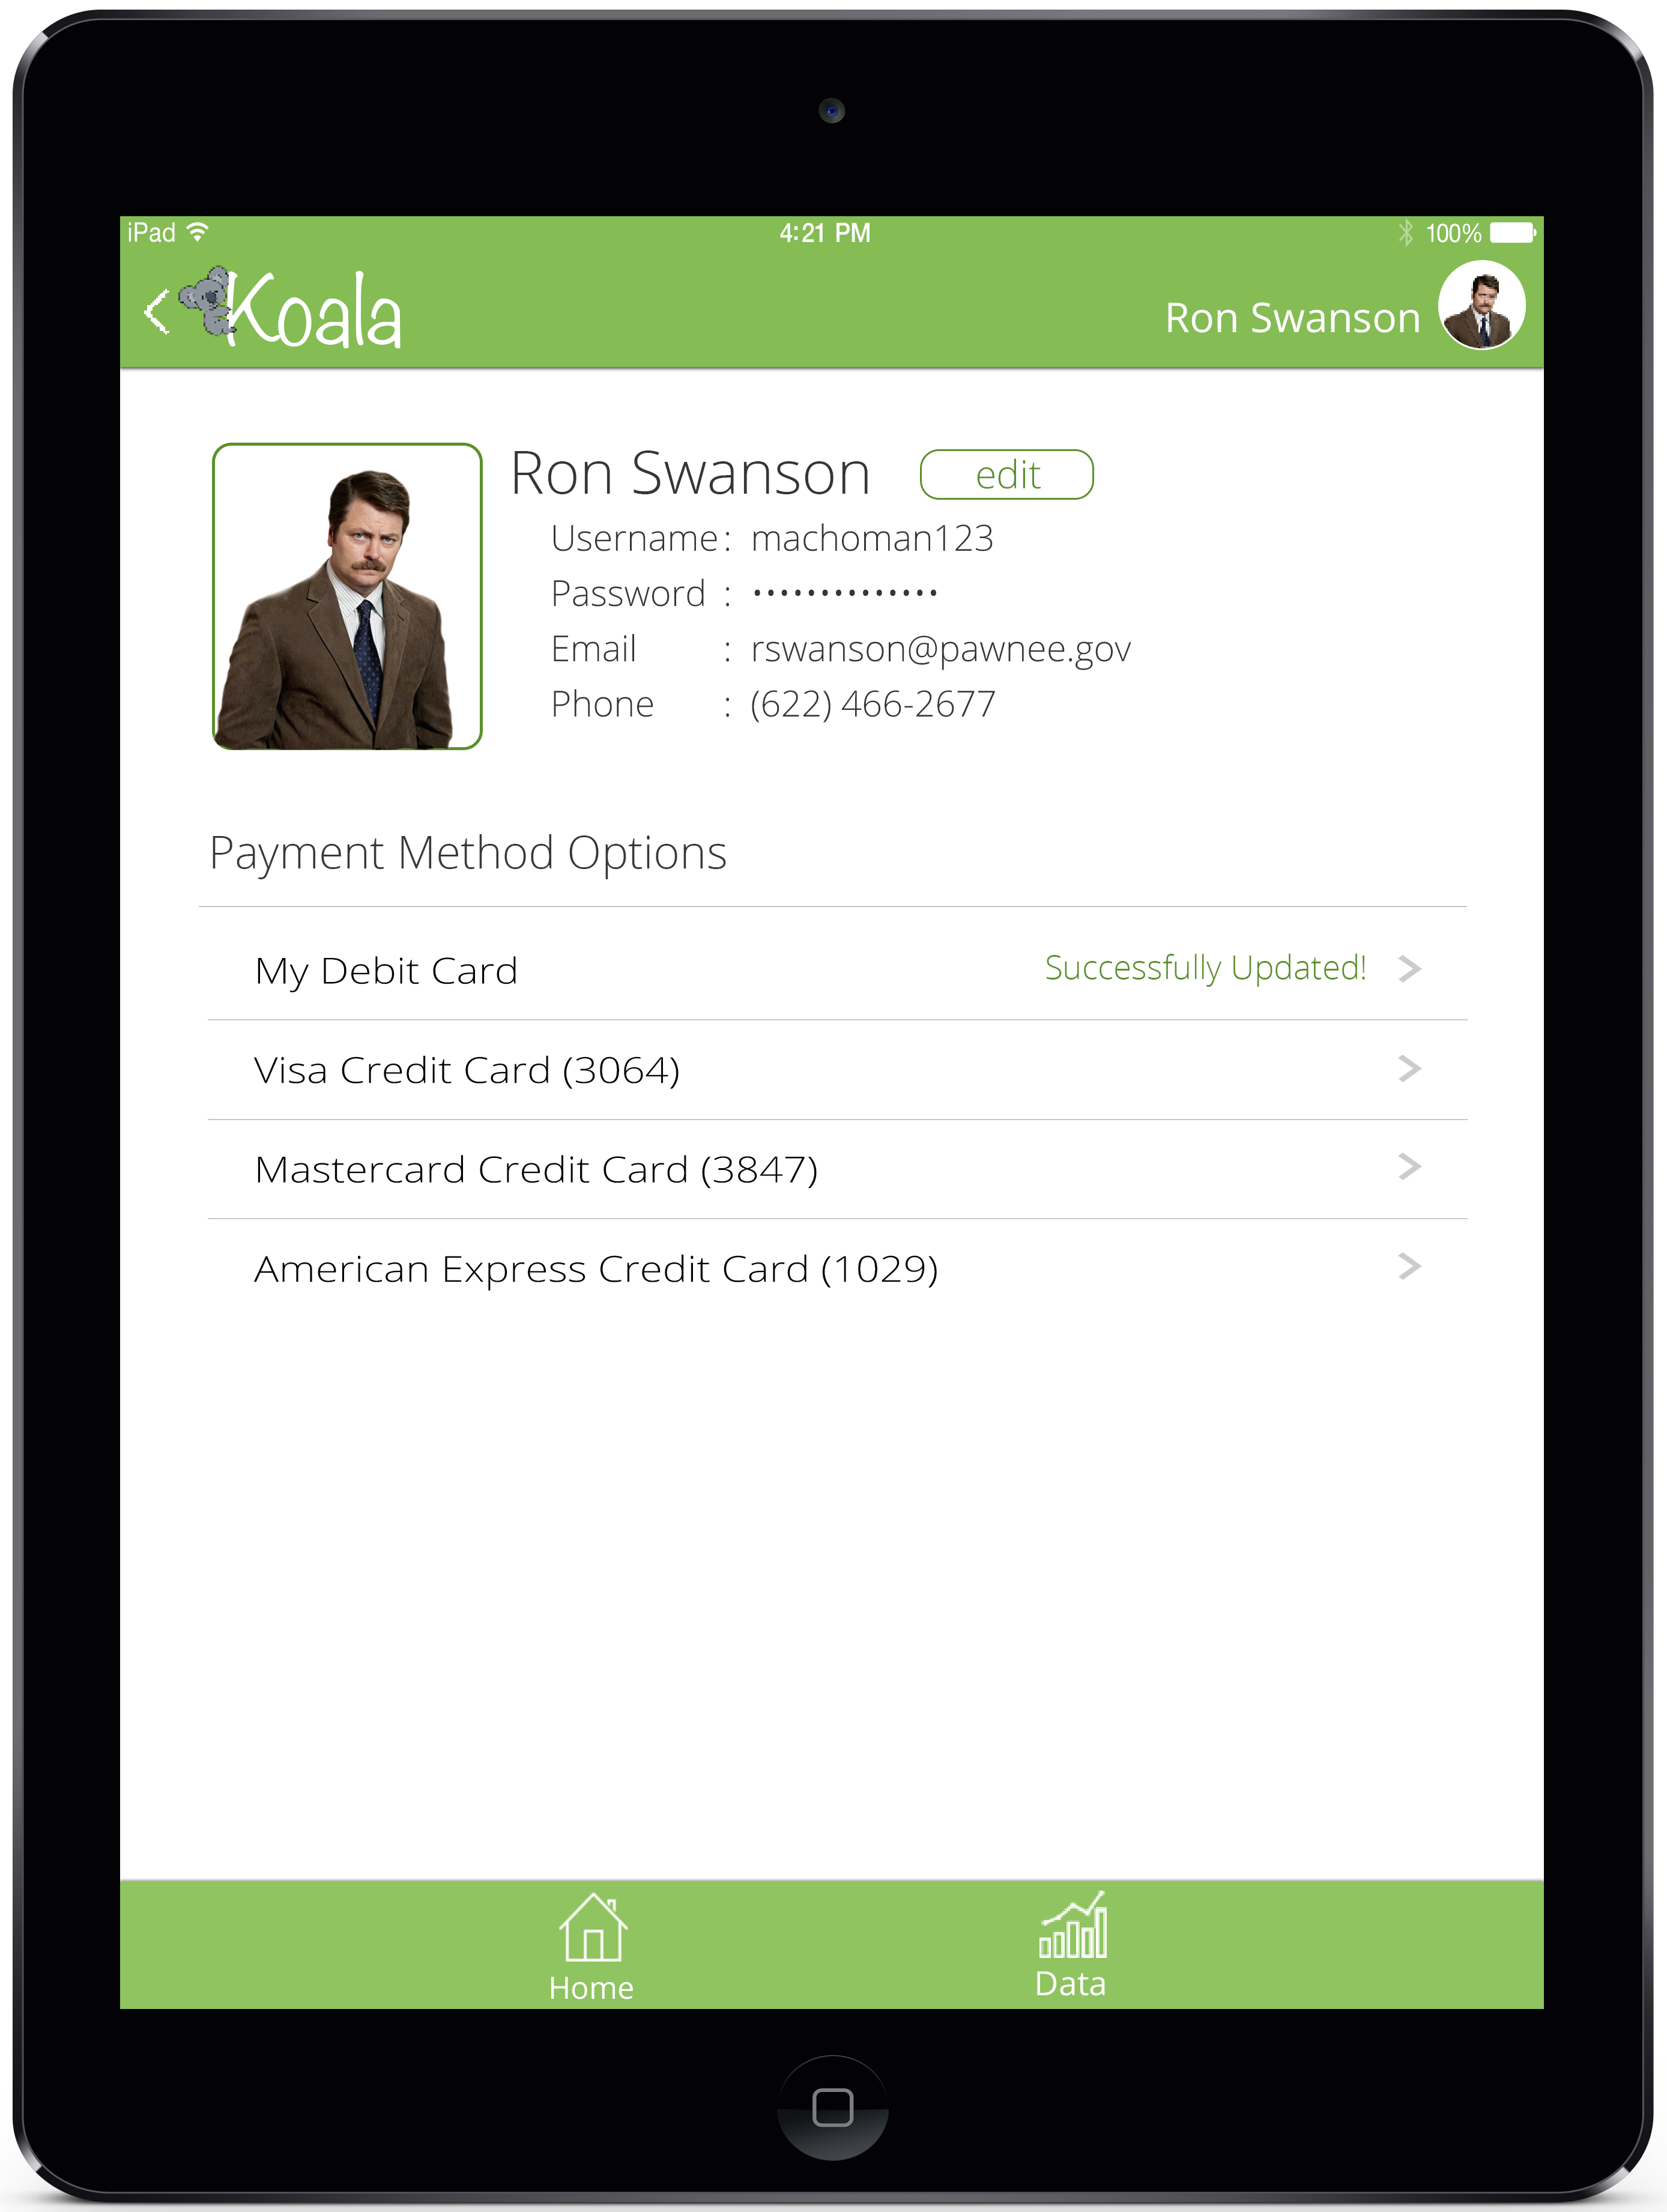 iPad 4:21 PM 100%
Koala Ron Swanson
Ron Swanson edit
Username : machoman123
Password : ••••••••••••••
Email : rswanson@pawnee.gov
Phone : (622) 466-2677
Payment Method Options
My Debit Card Successfully Updated!
Visa Credit Card (3064)
Mastercard Credit Card (3847)
American Express Credit Card (1029)
Home Data